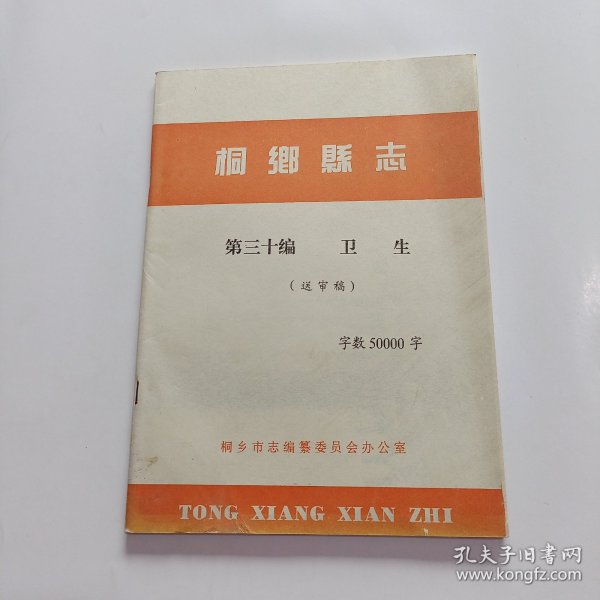 桐鄉縣志
第三十编 卫生
（送审稿）
字数50000字
桐乡市志编纂委员会办公室
TONG XIANG XIAN ZHI
孔夫子旧书网
www.kongfz.com